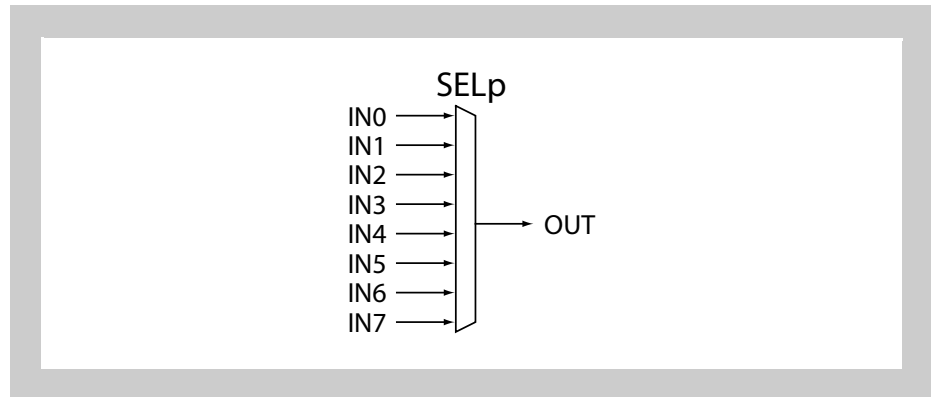 SELp
IN0
IN1
IN2
IN3
IN4
IN5
IN6
IN7
OUT